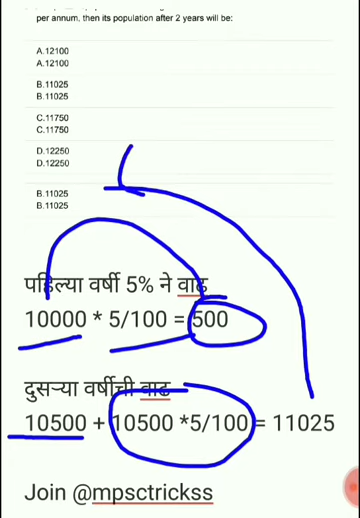 per annum, then its population after 2 years will be:
A.12100
A.12100
B.11025
B.11025
C.11750
C.11750
D.12250
D.12250
B.11025
B.11025
पहिल्या वर्षी 5% ने वाढ
10000 * 5/100 = 500
दुसऱ्या वर्षीची वाढ
10500 + 10500 *5/100 = 11025
Join @mpsctrickss